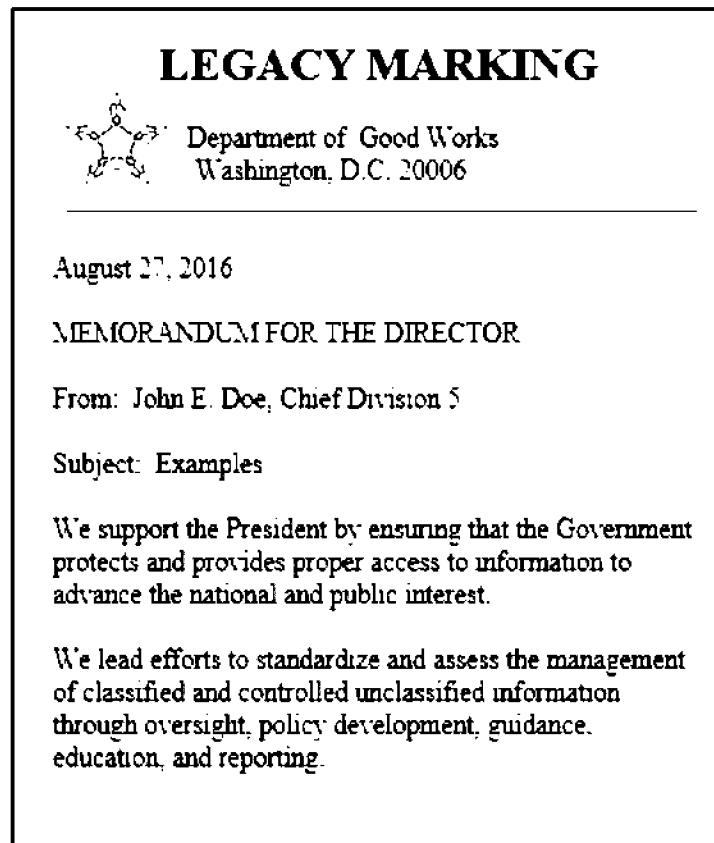 LEGACY MARKING
Department of Good Works
Washington, D.C. 20006
August 27, 2016
MEMORANDUM FOR THE DIRECTOR
From: John E. Doe, Chief Division 5
Subject: Examples
We support the President by ensuring that the Government
protects and provides proper access to information to
advance the national and public interest.
We lead efforts to standardize and assess the management
of classified and controlled unclassified information
through oversight, policy development, guidance,
education, and reporting.